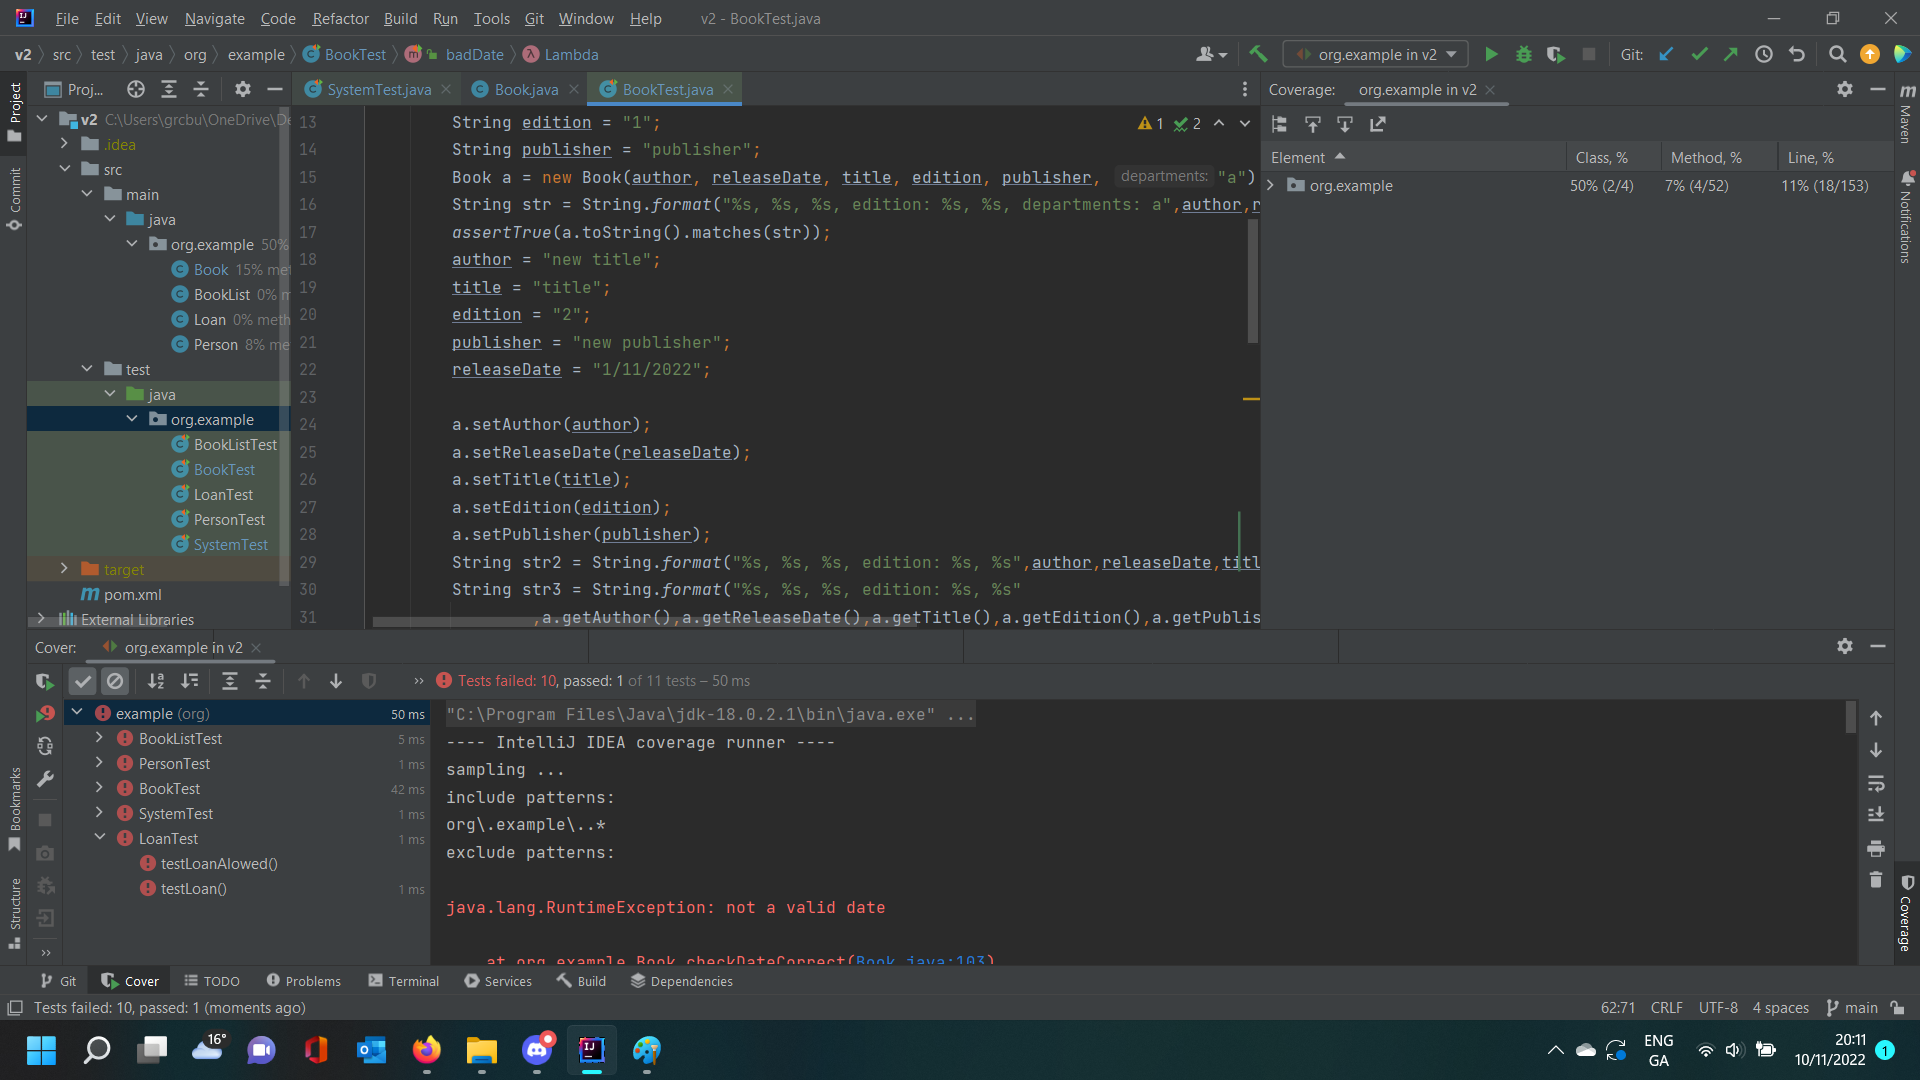 File Edit View Navigate Code Refactor Build Run Tools Git Window Help v2 - BookTest.java
v2 src test java org example BookTest m badDate λ Lambda org.example in v2 Git:
Proj... SystemTest.java Book.java BookTest.java Coverage: org.example in v2
Project
Commit
Bookmarks
Structure
v2 C:\Users\grcbu\OneDrive\De
.idea
src
main
java
org.example 50%
Book 15% me
BookList 0% m
Loan 0% meth
Person 8% me
test
java
org.example
BookListTest
BookTest
LoanTest
PersonTest
SystemTest
target
pom.xml
External Libraries
1 2
13 String edition = "1";
14 String publisher = "publisher";
15 Book a = new Book(author, releaseDate, title, edition, publisher, departments: "a")
16 String str = String.format("%s, %s, %s, edition: %s, %s, departments: a",author,r
17 assertTrue(a.toString().matches(str));
18 author = "new title";
19 title = "title";
20 edition = "2";
21 publisher = "new publisher";
22 releaseDate = "1/11/2022";
23
24 a.setAuthor(author);
25 a.setReleaseDate(releaseDate);
26 a.setTitle(title);
27 a.setEdition(edition);
28 a.setPublisher(publisher);
29 String str2 = String.format("%s, %s, %s, edition: %s, %s",author,releaseDate,titl
30 String str3 = String.format("%s, %s, %s, edition: %s, %s"
31 ,a.getAuthor(),a.getReleaseDate(),a.getTitle(),a.getEdition(),a.getPublis
Element Class, % Method, % Line, %
org.example 50% (2/4) 7% (4/52) 11% (18/153)
Maven
Notifications
Coverage
Cover: org.example in v2
Tests failed: 10, passed: 1 of 11 tests – 50 ms
example (org) 50 ms
BookListTest 5 ms
PersonTest 1 ms
BookTest 42 ms
SystemTest 1 ms
LoanTest 1 ms
testLoanAlowed()
testLoan() 1 ms
"C:\Program Files\Java\jdk-18.0.2.1\bin\java.exe" ...
---- IntelliJ IDEA coverage runner ----
sampling ...
include patterns:
org\.example\..*
exclude patterns:
java.lang.RuntimeException: not a valid date
at org.example.Book.checkDateCorrect(Book.java:103)
Git Cover TODO Problems Terminal Services Build Dependencies
Tests failed: 10, passed: 1 (moments ago) 62:71 CRLF UTF-8 4 spaces main
16° ENG GA 20:11 10/11/2022 1